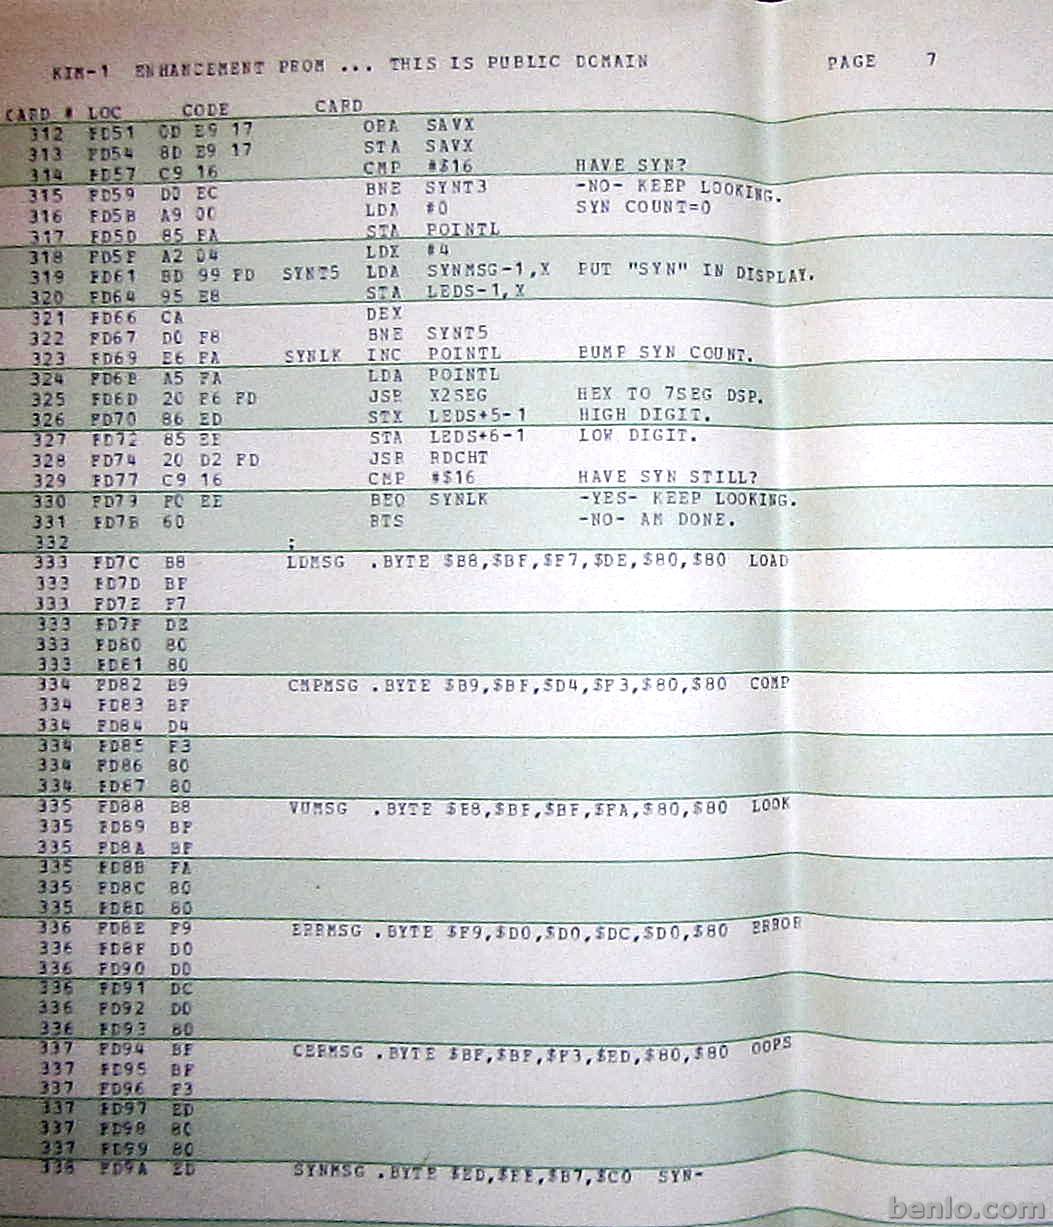 KIM-1 ENHANCEMENT PROM ... THIS IS PUBLIC DOMAIN PAGE 7
CARD # LOC CODE CARD
312 FD51 0D E9 17 ORA SAVX
313 FD54 8D E9 17 STA SAVX
314 FD57 C9 16 CMP #$16 HAVE SYN?
315 FD59 D0 EC BNE SYNT3 -NO- KEEP LOOKING.
316 FD5B A9 00 LDA #0 SYN COUNT=0
317 FD5D 85 FA STA POINTL
318 FD5F A2 04 LDX #4
319 FD61 BD 99 FD SYNT5 LDA SYNMSG-1,X PUT "SYN" IN DISPLAY.
320 FD64 95 E8 STA LEDS-1,X
321 FD66 CA DEX
322 FD67 D0 F8 BNE SYNT5
323 FD69 E6 FA SYNLK INC POINTL BUMP SYN COUNT.
324 FD6B A5 FA LDA POINTL
325 FD6D 20 F6 FD JSR X2SEG HEX TO 7SEG DSP.
326 FD70 86 ED STX LEDS+5-1 HIGH DIGIT.
327 FD72 85 EE STA LEDS+6-1 LOW DIGIT.
328 FD74 20 D2 FD JSR RDCHT
329 FD77 C9 16 CMP #$16 HAVE SYN STILL?
330 FD79 F0 EE BEQ SYNLK -YES- KEEP LOOKING.
331 FD7B 60 RTS -NO- AM DONE.
332 ;
333 FD7C B8 LDMSG .BYTE $B8,$BF,$F7,$DE,$80,$80 LOAD
333 FD7D BF
333 FD7E F7
333 FD7F DE
333 FD80 80
333 FD81 80
334 FD82 B9 CMPMSG .BYTE $B9,$BF,$D4,$F3,$80,$80 COMP
334 FD83 BF
334 FD84 D4
334 FD85 F3
334 FD86 80
334 FD87 80
335 FD88 B8 VUMSG .BYTE $B8,$BF,$BF,$FA,$80,$80 LOOK
335 FD89 BF
335 FD8A BF
335 FD8B FA
335 FD8C 80
335 FD8D 80
336 FD8E F9 ERRMSG .BYTE $F9,$D0,$D0,$DC,$D0,$80 ERROR
336 FD8F D0
336 FD90 D0
336 FD91 DC
336 FD92 D0
336 FD93 80
337 FD94 BF CERMSG .BYTE $BF,$BF,$F3,$ED,$80,$80 OOPS
337 FD95 BF
337 FD96 F3
337 FD97 ED
337 FD98 80
337 FD99 80
338 FD9A ED SYNMSG .BYTE $ED,$EE,$B7,$C0 SYN-
benlo.com